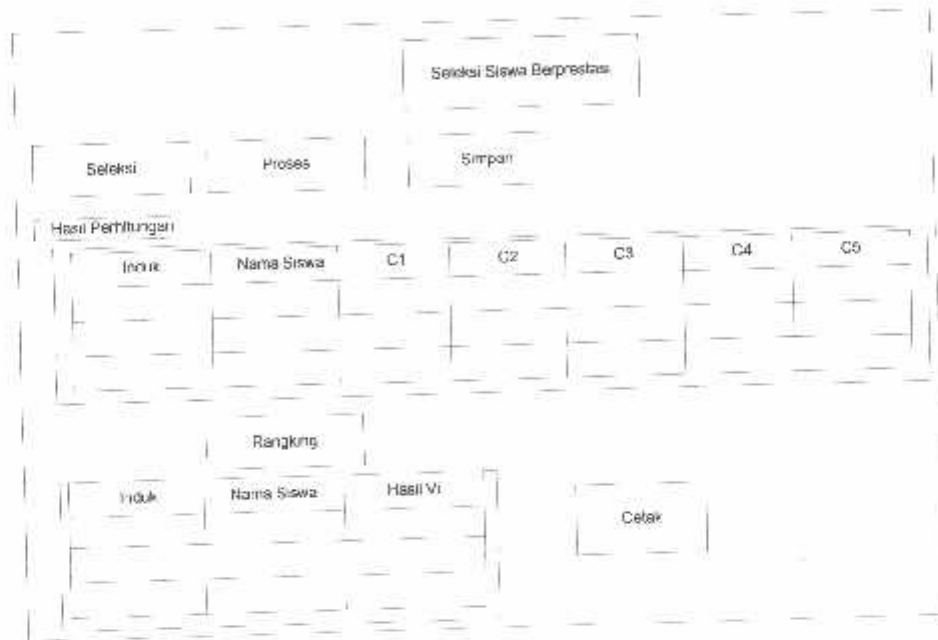 Seleksi Siswa Berprestasi
Seleksi Proses Simpan
Hasil Perhitungan
Induk Nama Siswa C1 C2 C3 C4 C5
Rangking
Induk Nama Siswa Hasil Vi
Cetak